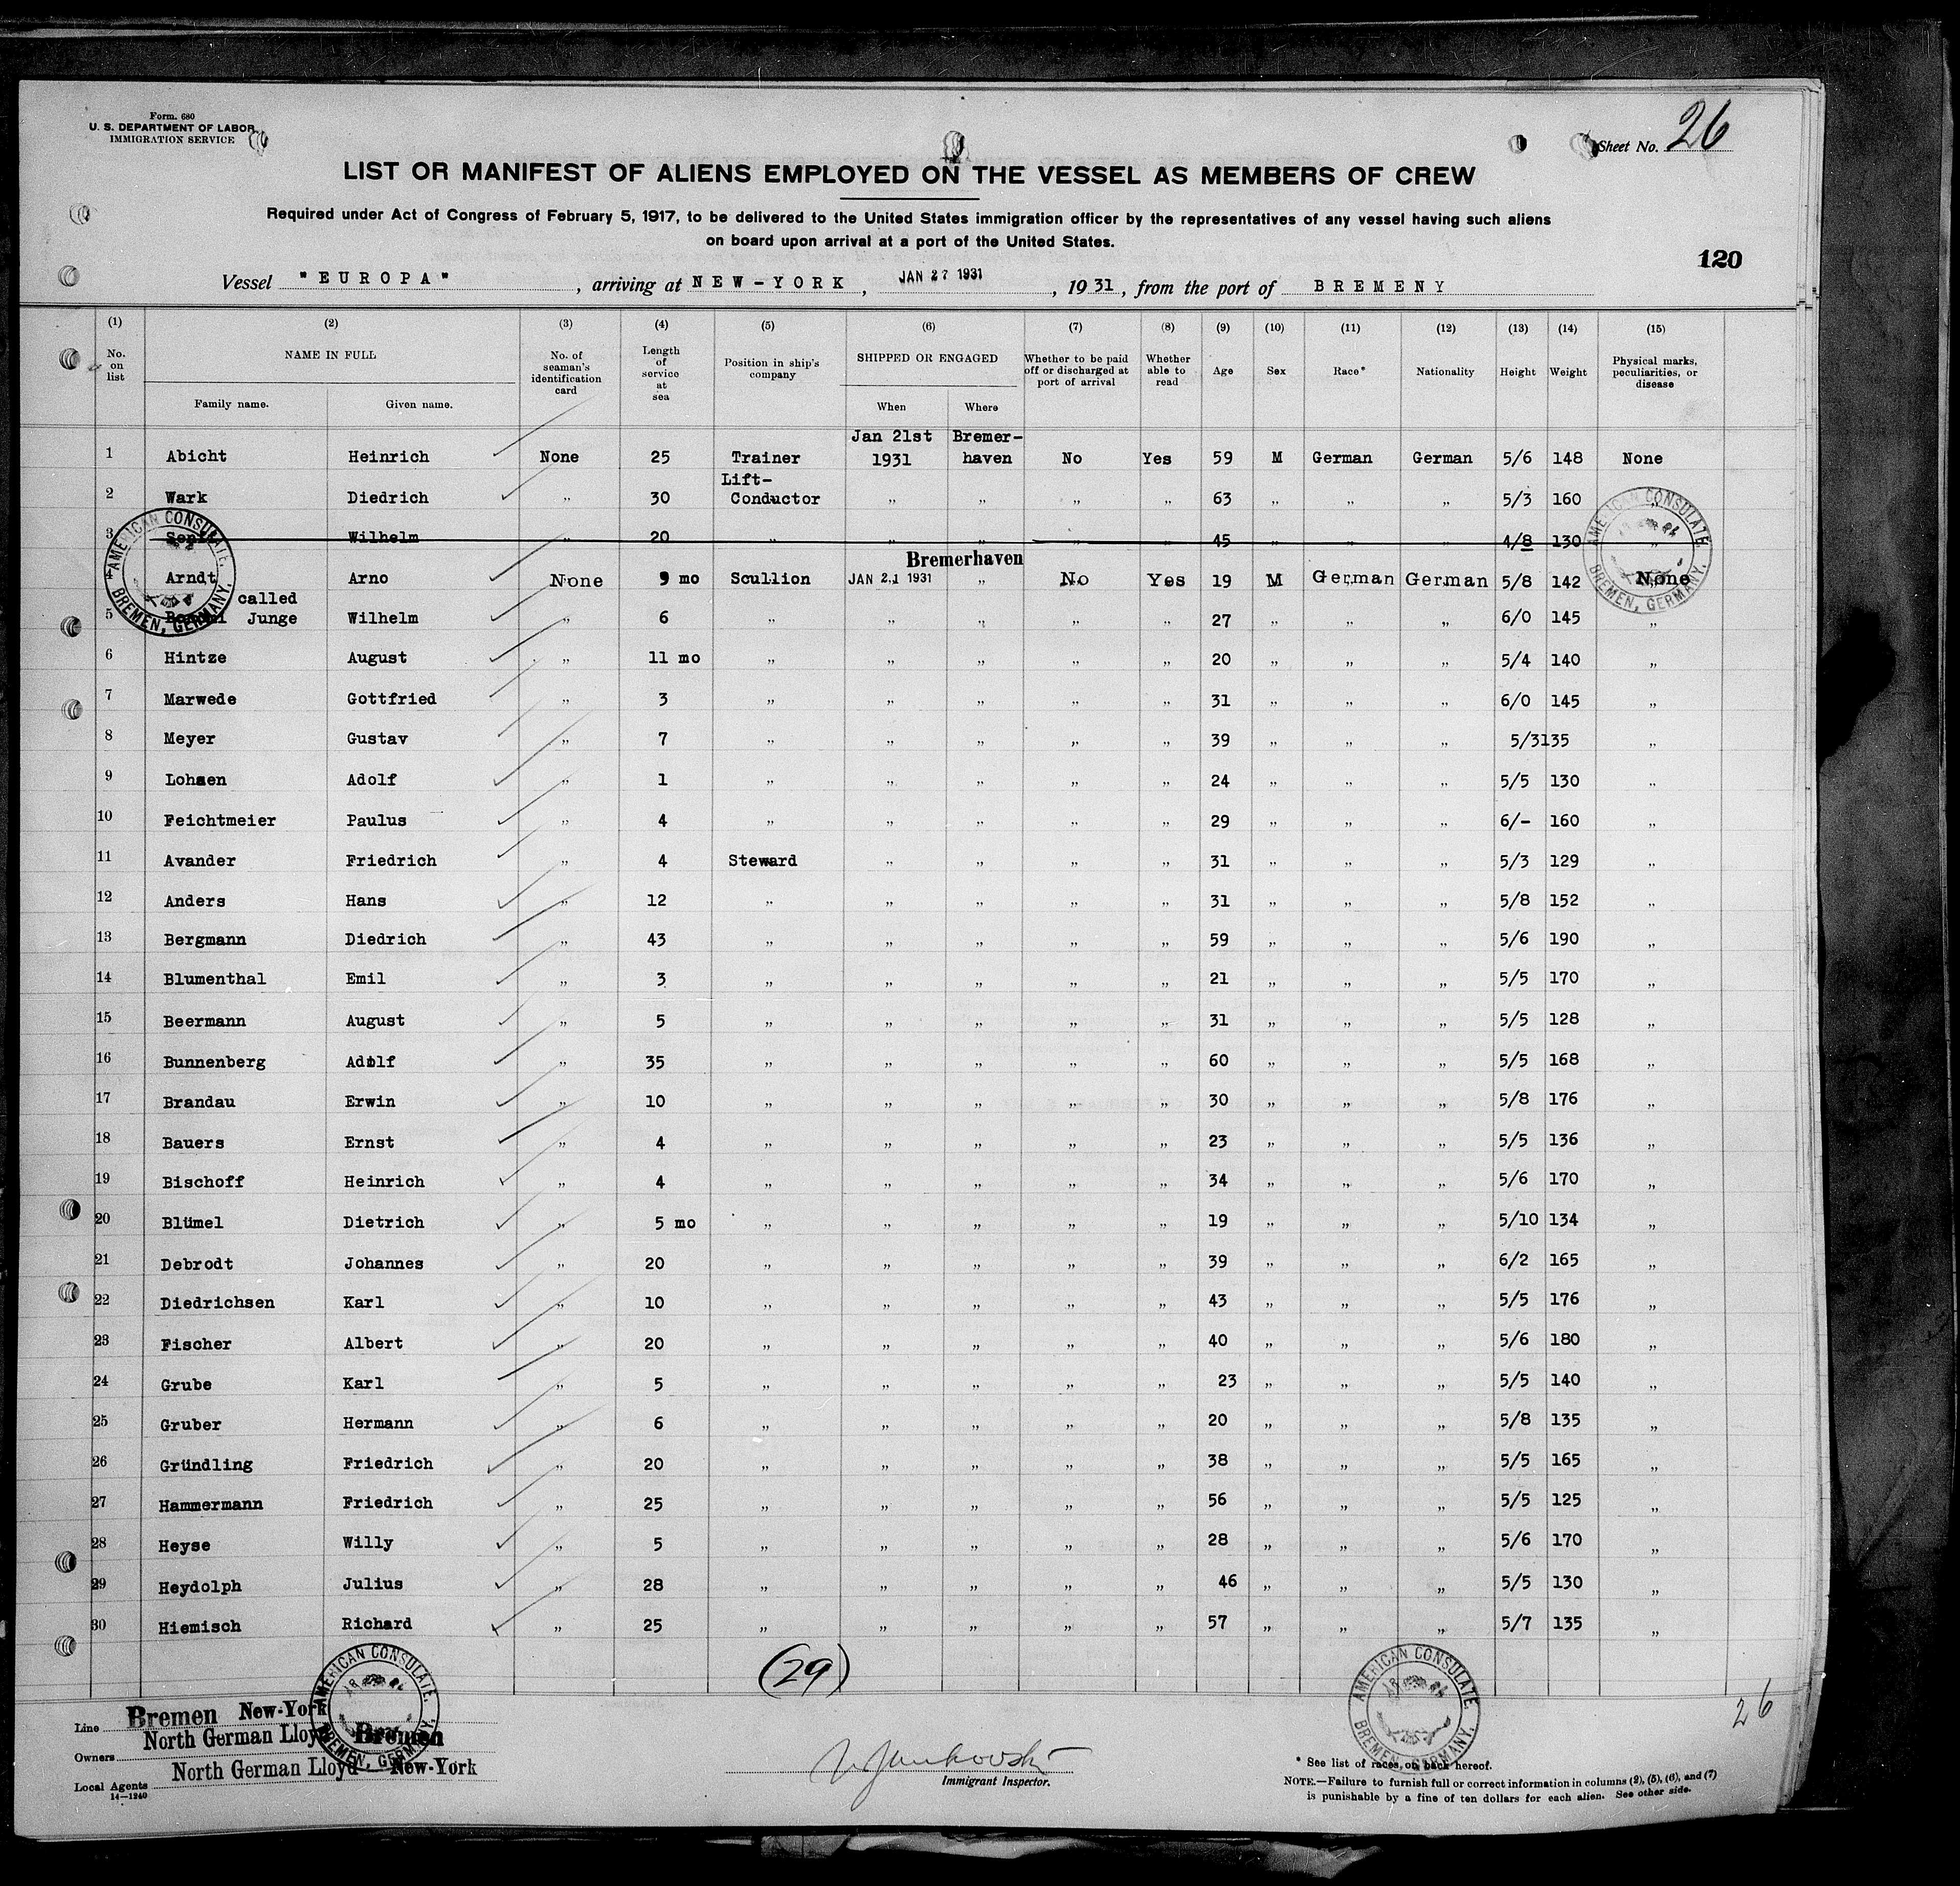 Form. 680
U. S. DEPARTMENT OF LABOR
IMMIGRATION SERVICE
Sheet No. 26
LIST OR MANIFEST OF ALIENS EMPLOYED ON THE VESSEL AS MEMBERS OF CREW
Required under Act of Congress of February 5, 1917, to be delivered to the United States immigration officer by the representatives of any vessel having such aliens
on board upon arrival at a port of the United States.
120
Vessel "EUROPA", arriving at NEW-YORK, JAN 27 1931, 1931, from the port of BREMENY
(1) (2) (3) (4) (5) (6) (7) (8) (9) (10) (11) (12) (13) (14) (15)
No. on list NAME IN FULL Family name. Given name. No. of seaman's identification card Length of service at sea Position in ship's company SHIPPED OR ENGAGED When Where Whether to be paid off or discharged at port of arrival Whether able to read Age Sex Race* Nationality Height Weight Physical marks, peculiarities, or disease
1 Abicht Heinrich None 25 Trainer Jan 21st 1931 Bremer-haven No Yes 59 M German German 5/6 148 None
2 Wark Diedrich " 30 Lift-Conductor " " " " 63 " " " 5/3 160 "
3 Wilhelm " 20 " " " " " 45 " " " 4/8 130 "
Bremerhaven
Arndt Arno None 9 mo Scullion JAN 21 1931 " No Yes 19 M German German 5/8 142 None
5 called Junge Wilhelm " 6 " " " " " 27 " " " 6/0 145 "
6 Hintze August " 11 mo " " " " " 20 " " " 5/4 140 "
7 Marwede Gottfried " 3 " " " " " 31 " " " 6/0 145 "
8 Meyer Gustav " 7 " " " " " 39 " " " 5/3135 "
9 Lohsen Adolf " 1 " " " " " 24 " " " 5/5 130 "
10 Feichtmeier Paulus " 4 " " " " " 29 " " " 6/- 160 "
11 Avander Friedrich " 4 Steward " " " " 31 " " " 5/3 129 "
12 Anders Hans " 12 " " " " " 31 " " " 5/8 152 "
13 Bergmann Diedrich " 43 " " " " " 59 " " " 5/6 190 "
14 Blumenthal Emil " 3 " " " " " 21 " " " 5/5 170 "
15 Beermann August " 5 " " " " " 31 " " " 5/5 128 "
16 Bunnenberg Adolf " 35 " " " " " 60 " " " 5/5 168 "
17 Brandau Erwin " 10 " " " " " 30 " " " 5/8 176 "
18 Bauers Ernst " 4 " " " " " 23 " " " 5/5 136 "
19 Bischoff Heinrich " 4 " " " " " 34 " " " 5/6 170 "
20 Blümel Dietrich " 5 mo " " " " " 19 " " " 5/10 134 "
21 Debrodt Johannes " 20 " " " " " 39 " " " 6/2 165 "
22 Diedrichsen Karl " 10 " " " " " 43 " " " 5/5 176 "
23 Fischer Albert " 20 " " " " " 40 " " " 5/6 180 "
24 Grube Karl " 5 " " " " " 23 " " " 5/5 140 "
25 Gruber Hermann " 6 " " " " " 20 " " " 5/8 135 "
26 Gründling Friedrich " 20 " " " " " 38 " " " 5/5 165 "
27 Hammermann Friedrich " 25 " " " " " 56 " " " 5/5 125 "
28 Heyse Willy " 5 " " " " " 28 " " " 5/6 170 "
29 Heydolph Julius " 28 " " " " " 46 " " " 5/5 130 "
30 Hiemisch Richard " 25 " " " " " 57 " " " 5/7 135 "
(29)
AMERICAN CONSULATE, BREMEN, GERMANY.
AMERICAN CONSULATE, BREMEN, GERMANY.
AMERICAN CONSULATE, BREMEN, GERMANY.
AMERICAN CONSULATE, BREMEN, GERMANY.
Line Bremen New-York
Owners North German Lloyd Bremen
Local Agents North German Lloyd New-York
14—1240
Immigrant Inspector.
26
* See list of races on back hereof.
NOTE.—Failure to furnish full or correct information in columns (2), (5), (6), and (7)
is punishable by a fine of ten dollars for each alien. See other side.